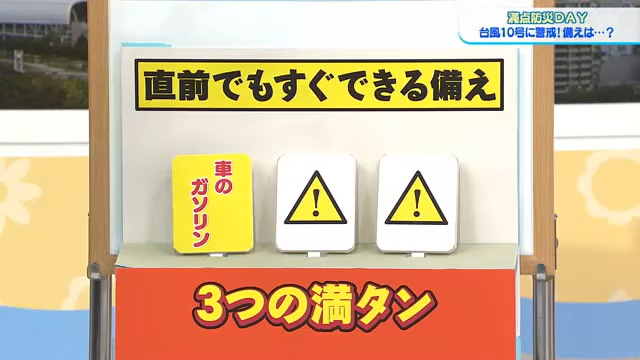 満点防災DAY
台風10号に警戒!備えは…?
直前でもすぐできる備え
車の
ガソリン
!
!
3つの満タン